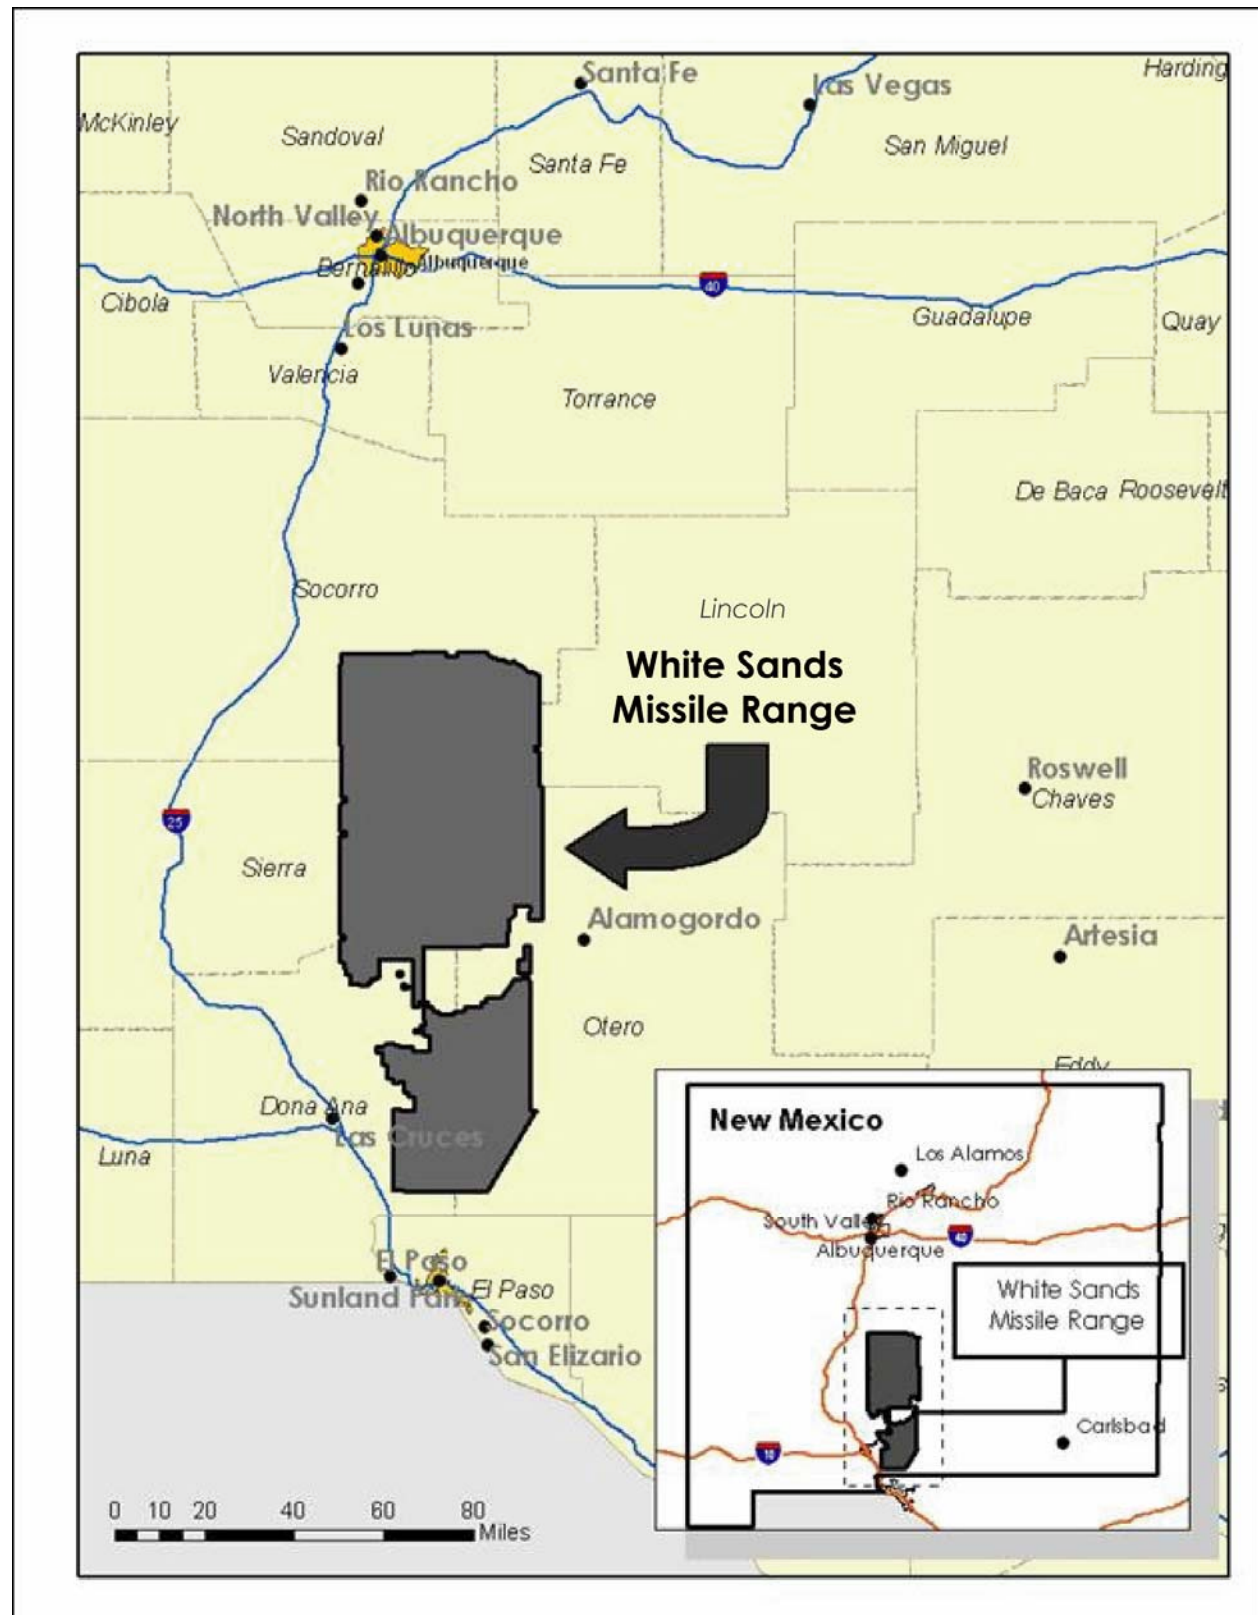 Santa Fe
Las Vegas
Harding
McKinley
Sandoval
San Miguel
Santa Fe
Rio Rancho
North Valley
Albuquerque
Albuquerque
Bernalillo
40
Cibola
Guadalupe
Quay
Los Lunas
Valencia
Torrance
De Baca
Roosevelt
Socorro
Lincoln
White Sands
Missile Range
Roswell
Chaves
25
Sierra
Alamogordo
Artesia
Otero
Eddy
Dona Ana
Las Cruces
Luna
El Paso
El Paso
Sunland Park
Socorro
San Elizario
0 10 20 40 60 80
Miles
New Mexico
Los Alamos
Rio Rancho
South Valley
40
Albuquerque
White Sands
Missile Range
Carlsbad
10